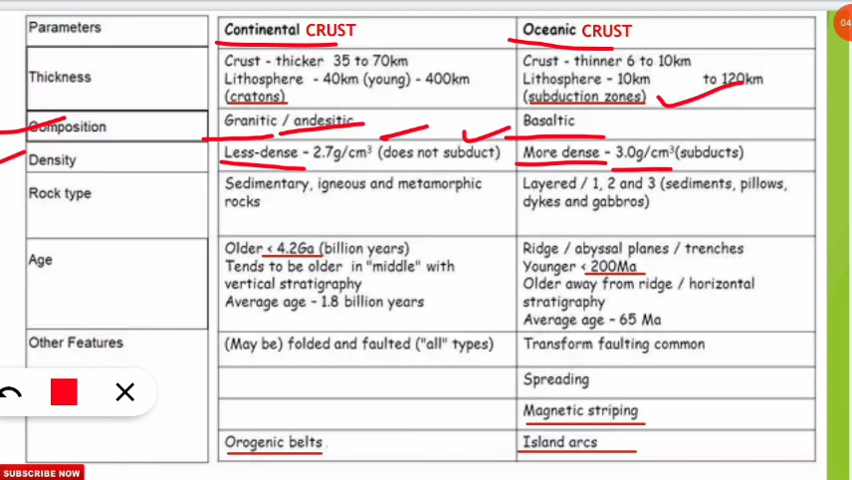 Parameters
Continental CRUST
Oceanic CRUST
04
Thickness
Crust - thicker 35 to 70km
Lithosphere - 40km (young) - 400km
(cratons)
Crust - thinner 6 to 10km
Lithosphere - 10km to 120km
(subduction zones)
Composition
Granitic / andesitic
Basaltic
Density
Less-dense - 2.7g/cm³ (does not subduct)
More dense - 3.0g/cm³(subducts)
Rock type
Sedimentary, igneous and metamorphic
rocks
Layered / 1, 2 and 3 (sediments, pillows,
dykes and gabbros)
Age
Older < 4.2Ga (billion years)
Tends to be older in "middle" with
vertical stratigraphy
Average age - 1.8 billion years
Ridge / abyssal planes / trenches
Younger < 200Ma
Older away from ridge / horizontal
stratigraphy
Average age - 65 Ma
Other Features
(May be) folded and faulted ("all" types)
Transform faulting common
Spreading
Magnetic striping
Orogenic belts
Island arcs
SUBSCRIBE NOW